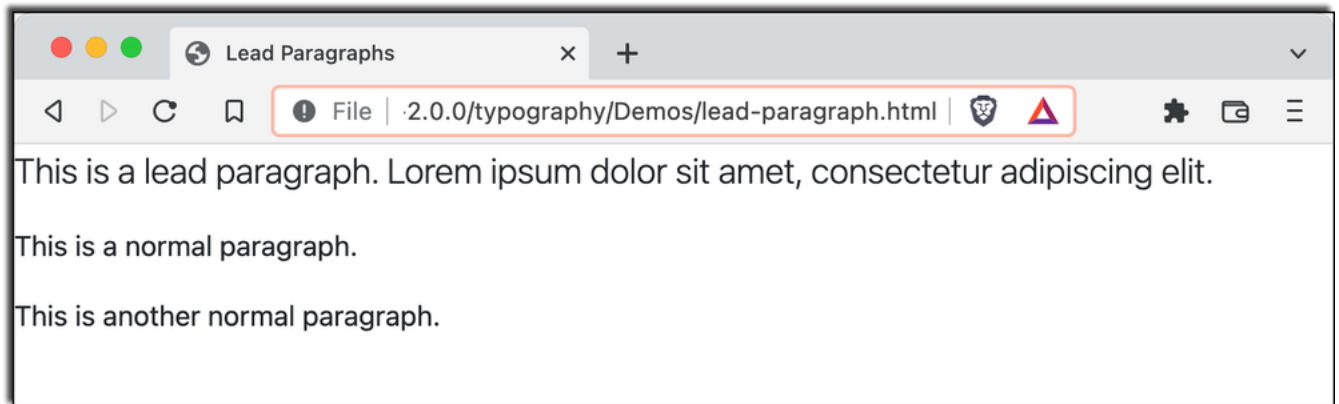 Lead Paragraphs
File ·2.0.0/typography/Demos/lead-paragraph.html
This is a lead paragraph. Lorem ipsum dolor sit amet, consectetur adipiscing elit.
This is a normal paragraph.
This is another normal paragraph.